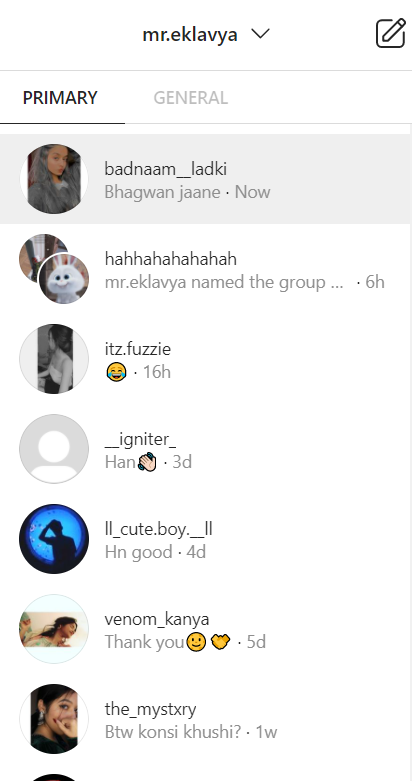 mr.eklavya
PRIMARY GENERAL
badnaam__ladki
Bhagwan jaane · Now
hahhahahahahah
mr.eklavya named the group ... · 6h
itz.fuzzie
😂 · 16h
__igniter_
Han👏🏻 · 3d
ll_cute.boy.__ll
Hn good · 4d
venom_kanya
Thank you🙂🤝 · 5d
the_mystxry
Btw konsi khushi? · 1w